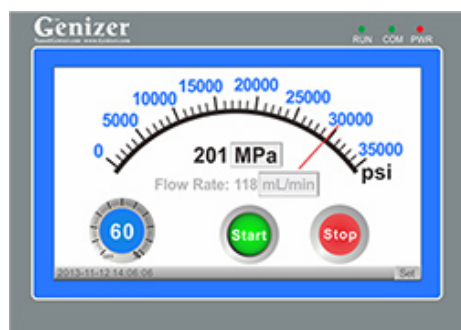 Genizer
RUN COM PWR
0 5000 10000 15000 20000 25000 30000 35000
psi
201 MPa
Flow Rate: 118 mL/min
60
Start
Stop
2013-11-12 14:06:06
Set